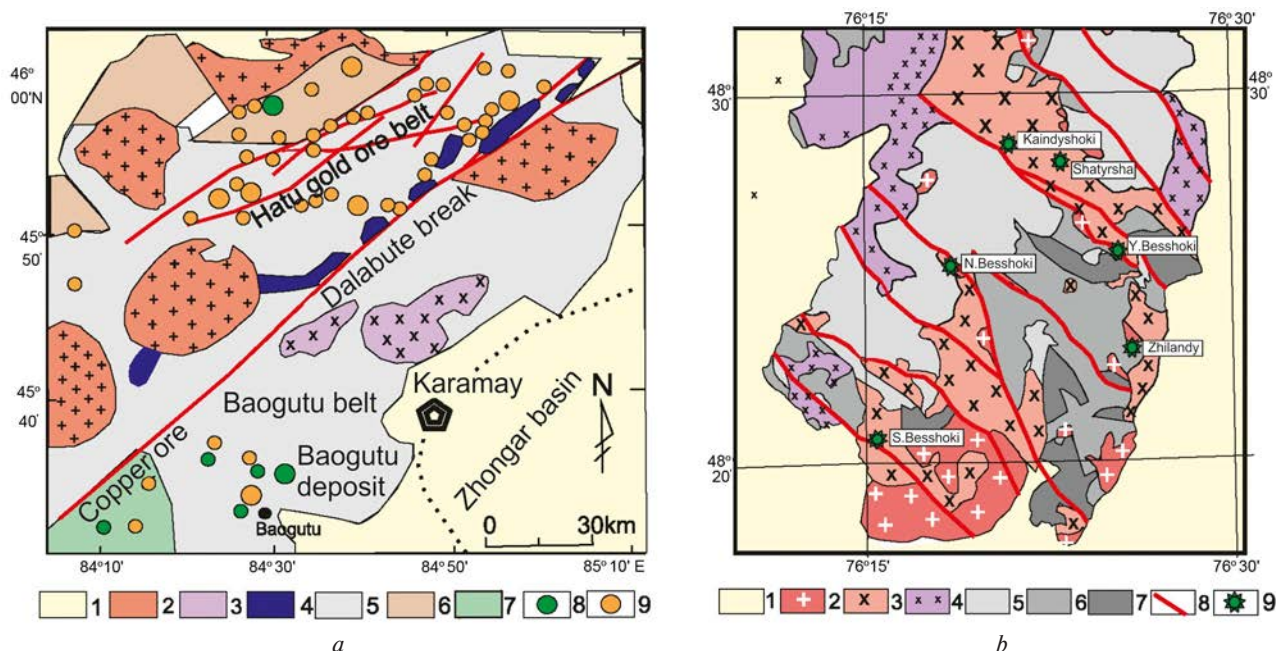 46°
00'N
45°
50'
45°
40'
Hatu gold ore belt
Dalabute break
Karamay
N
Baogutu belt
Baogutu
deposit
Copper ore
Baogutu
Zhongar basin
0 30km
84°10' 84°30' 84°50' 85°10'E
1 2 3 4 5 6 7 8 9
a
76°15' 76°30'
48°
30'
48°
30'
Kaindyshoki
Shatyrsha
Y.Besshoki
N.Besshoki
Zhilandy
S.Besshoki
48°
20'
48°
20'
76°15' 76°30'
1 2 3 4 5 6 7 8 9
b